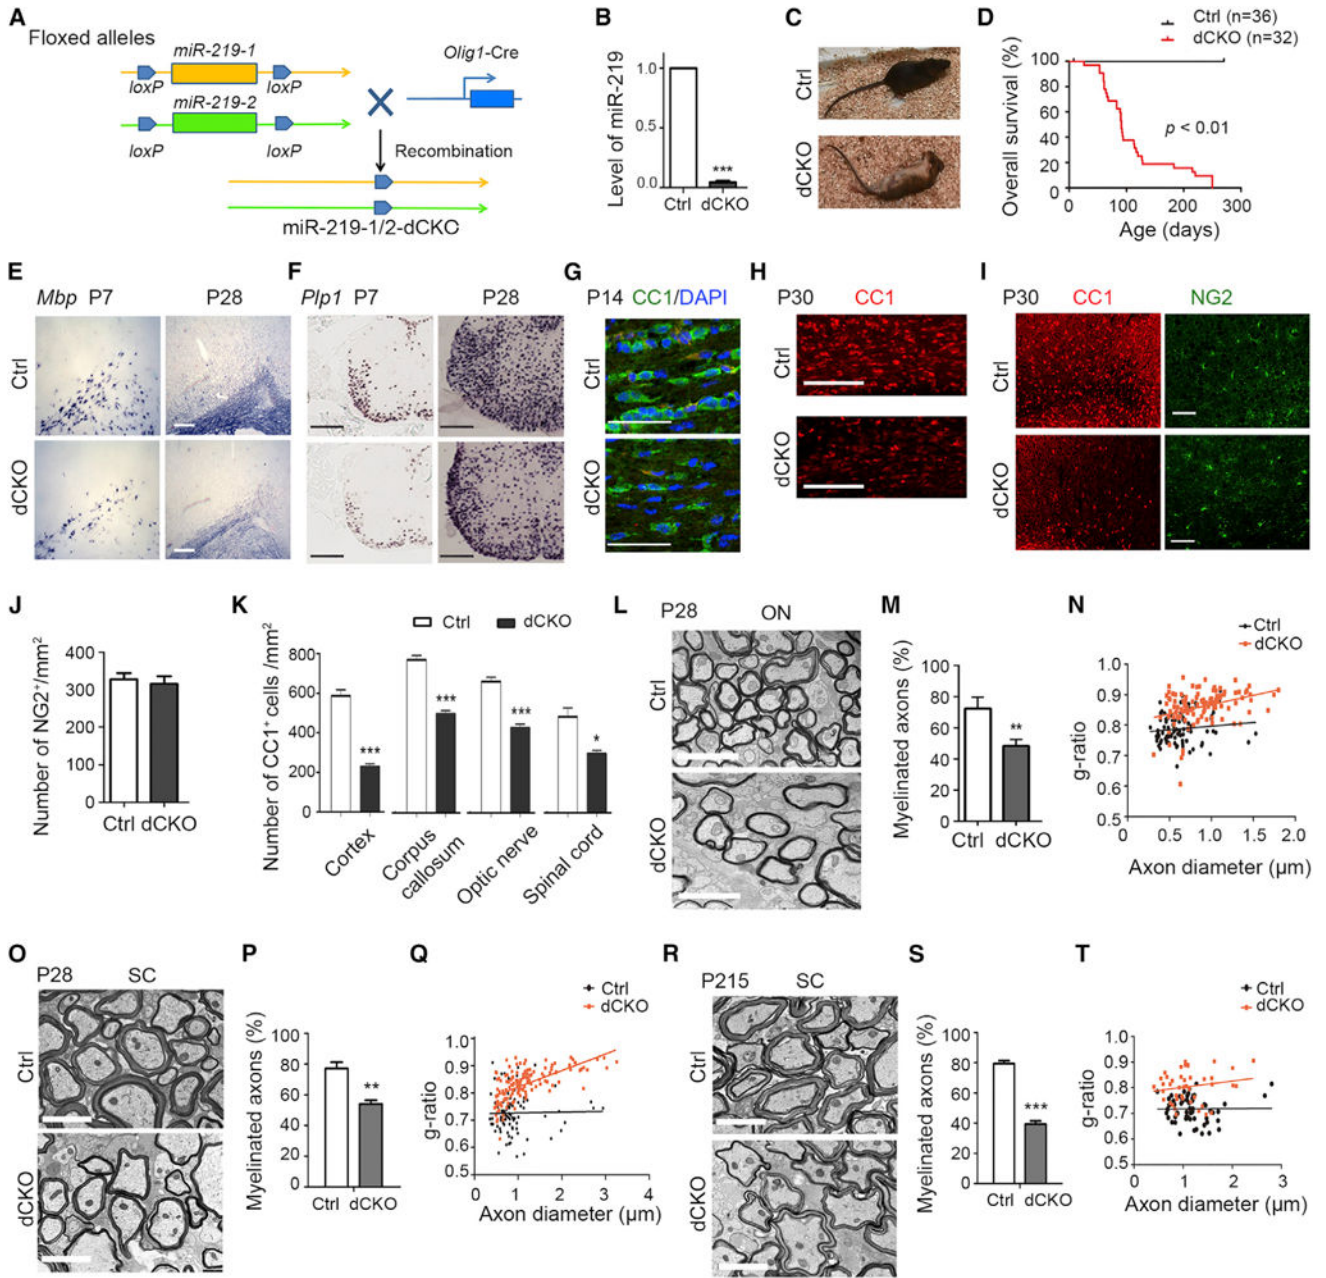 A
Floxed alleles
miR-219-1
loxP loxP
miR-219-2
loxP loxP
Olig1-Cre
Recombination
miR-219-1/2-dCKO
B
Level of miR-219
1.0
0.5
0.0
Ctrl dCKO
***
C
Ctrl
dCKO
D
Ctrl (n=36)
dCKO (n=32)
Overall survival (%)
100
80
60
40
20
0
p < 0.01
0 100 200 300
Age (days)
E
Mbp P7 P28
Ctrl
dCKO
F
Plp1 P7 P28
G
P14 CC1/DAPI
Ctrl
dCKO
H
P30 CC1
Ctrl
dCKO
I
P30 CC1 NG2
Ctrl
dCKO
J
Number of NG2+/mm2
400
300
200
100
0
Ctrl dCKO
K
Ctrl dCKO
Number of CC1+ cells /mm2
800
600
400
200
0
***
***
***
*
Cortex
Corpus
callosum
Optic nerve
Spinal cord
L
P28 ON
Ctrl
dCKO
M
Myelinated axons (%)
100
80
60
40
20
0
**
Ctrl dCKO
N
Ctrl
dCKO
g-ratio
1.0
0.9
0.8
0.7
0.6
0.5
0 0.5 1.0 1.5 2.0
Axon diameter (µm)
O
P28 SC
Ctrl
dCKO
P
Myelinated axons (%)
100
80
60
40
20
0
**
Ctrl dCKO
Q
Ctrl
dCKO
g-ratio
1.0
0.9
0.8
0.7
0.6
0.5
0 1 2 3 4
Axon diameter (µm)
R
P215 SC
Ctrl
dCKO
S
Myelinated axons (%)
100
80
60
40
20
0
***
Ctrl dCKO
T
Ctrl
dCKO
g-ratio
1.0
0.9
0.8
0.7
0.6
0.5
0 1 2 3
Axon diameter (µm)